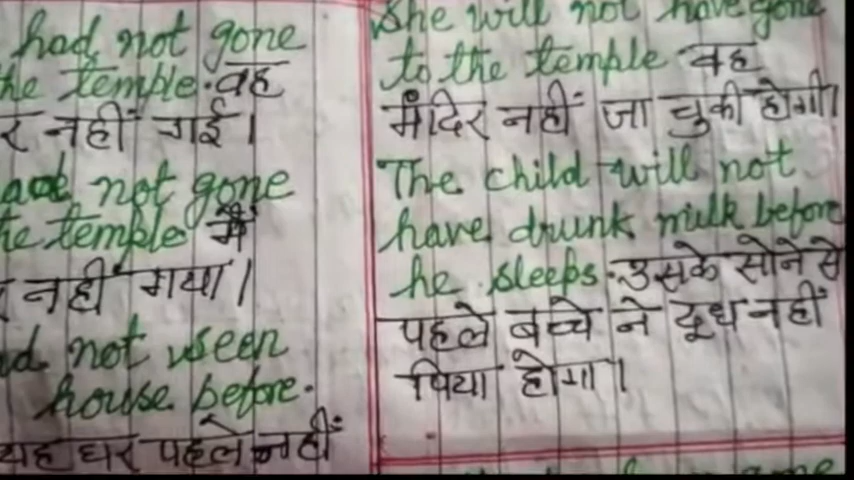 had not gone
the temple. वह
र नहीं गई।
not gone
the temple मैं
नहीं गया।
not seen
house before.
यह घर पहले नहीं
She will not have gone
to the temple वह
मंदिर नहीं जा चुकी होगी।
The child will not
have drunk milk before
he sleeps. उसके सोने से
पहले बच्चे ने दूध नहीं
पिया होगा।